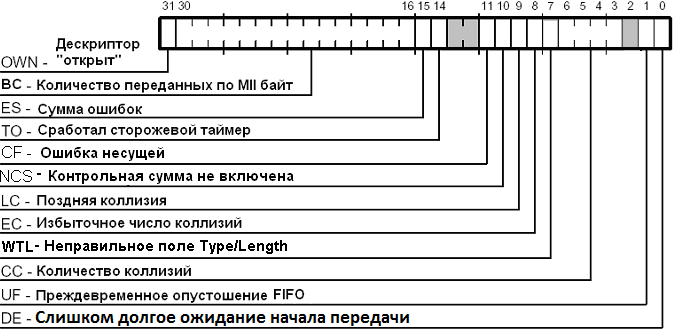 31 30 16 15 14 11 10 9 8 7 6 5 4 3 2 1 0
Дескриптор
OWN - "открыт"
BC - Количество переданных по MII байт
ES - Сумма ошибок
TO - Сработал сторожевой таймер
CF - Ошибка несущей
NCS - Контрольная сумма не включена
LC - Поздняя коллизия
EC - Избыточное число коллизий
WTL- Неправильное поле Type/Length
CC - Количество коллизий
UF - Преждевременное опустошение FIFO
DE - Слишком долгое ожидание начала передачи